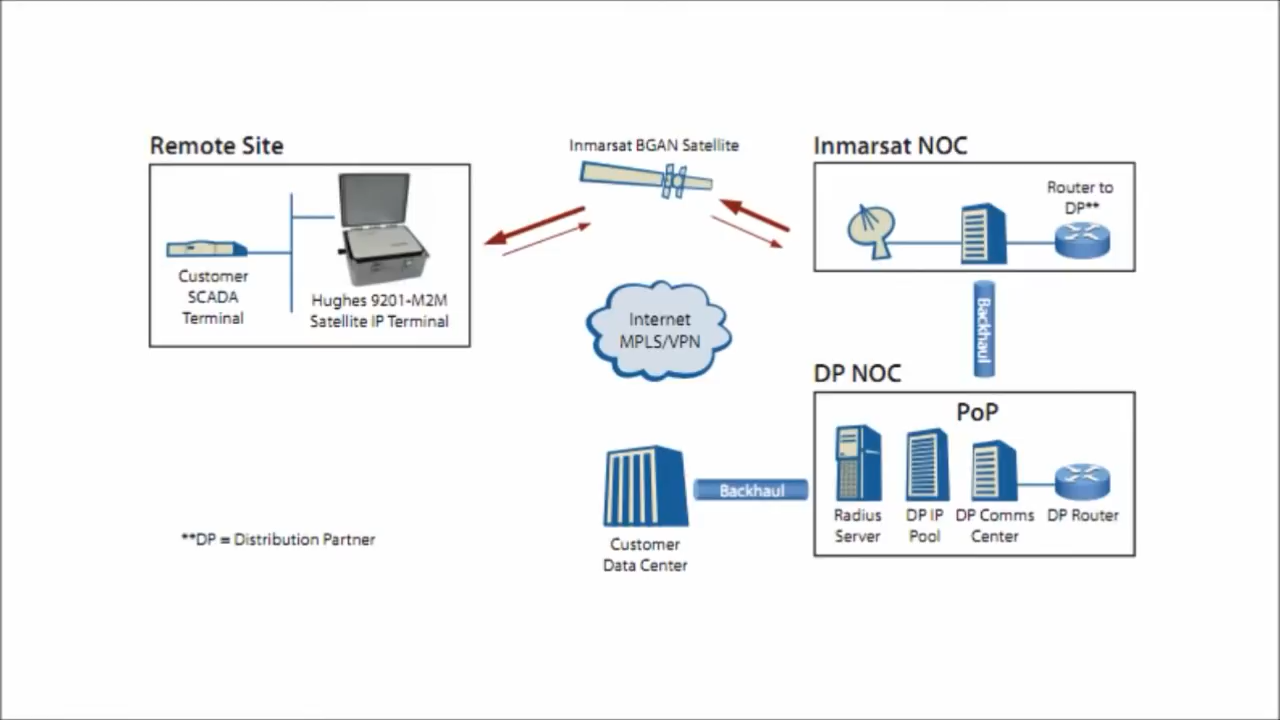 Remote Site
Customer
SCADA
Terminal
Hughes 9201-M2M
Satellite IP Terminal
Inmarsat BGAN Satellite
Inmarsat NOC
Router to
DP**
Internet
MPLS/VPN
Backhaul
DP NOC
PoP
Radius
Server
DP IP
Pool
DP Comms
Center
DP Router
Backhaul
Customer
Data Center
**DP = Distribution Partner